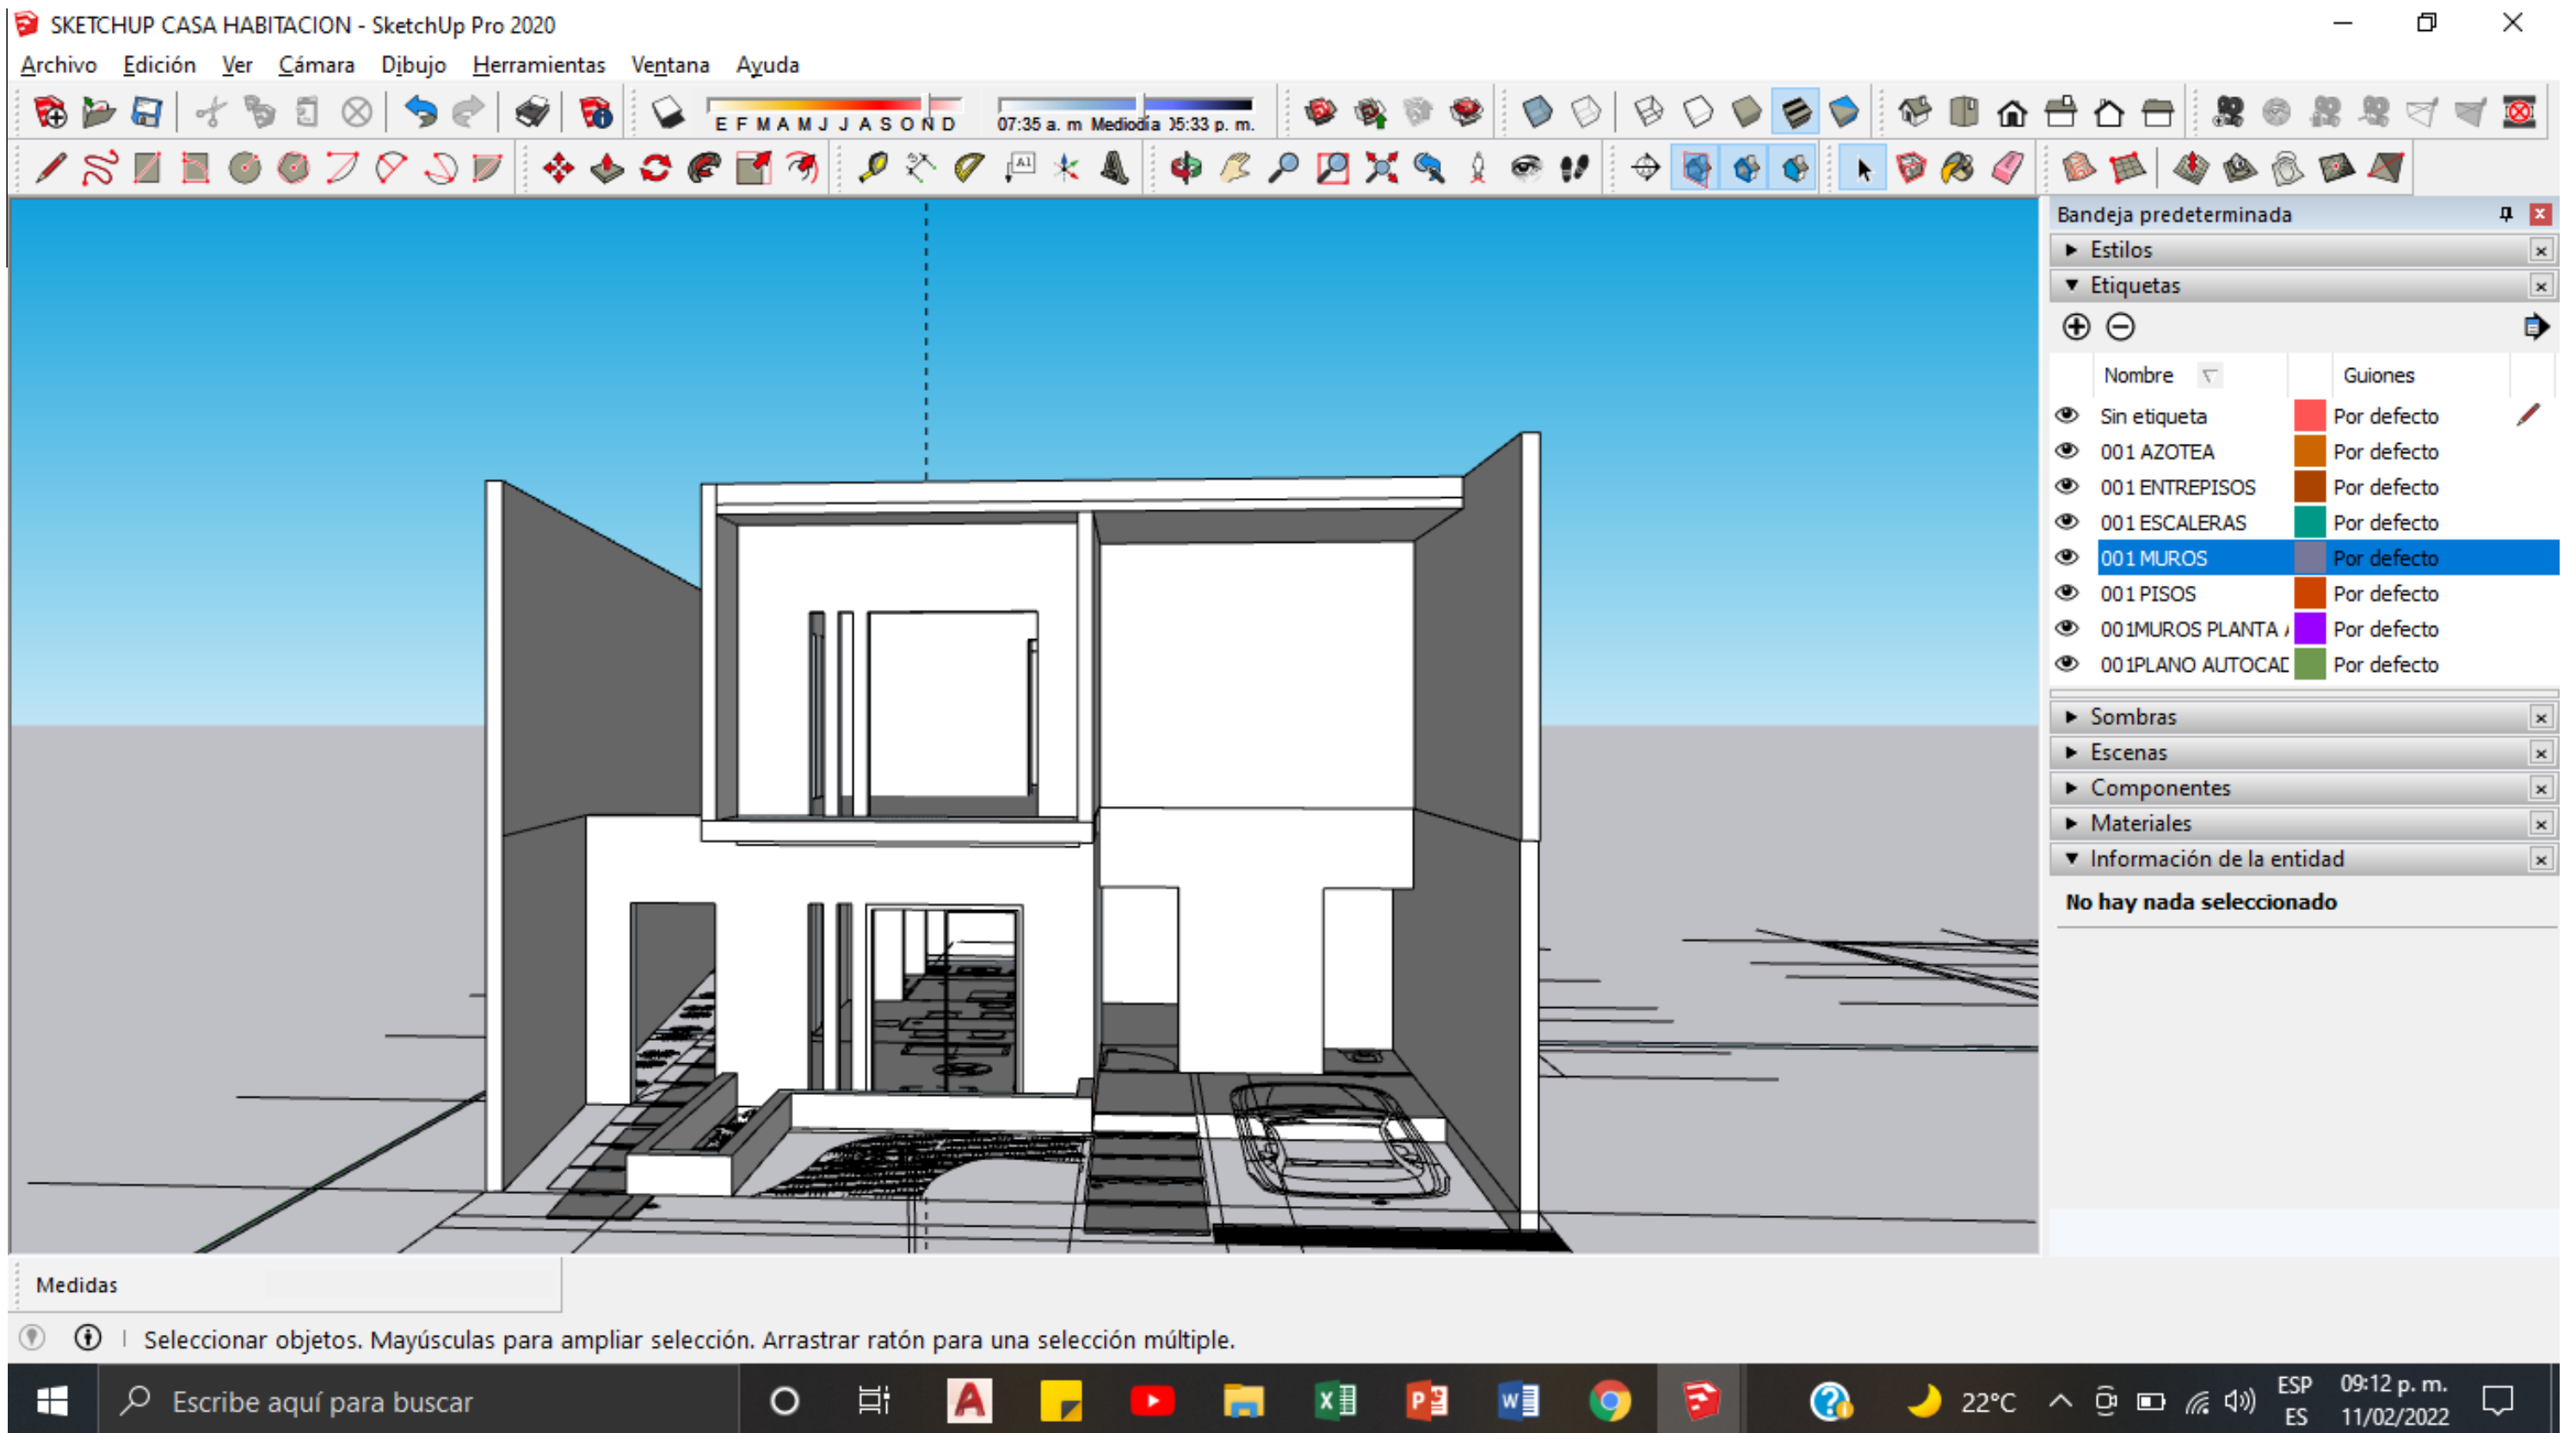 SKETCHUP CASA HABITACION - SketchUp Pro 2020
Archivo Edición Ver Cámara Dibujo Herramientas Ventana Ayuda
E F M A M J J A S O N D 07:35 a. m Mediodía 05:33 p. m.
A1
Bandeja predeterminada
Estilos
Etiquetas
Nombre Guiones
Sin etiqueta Por defecto
001 AZOTEA Por defecto
001 ENTREPISOS Por defecto
001 ESCALERAS Por defecto
001 MUROS Por defecto
001 PISOS Por defecto
001MUROS PLANTA Por defecto
001PLANO AUTOCAD Por defecto
Sombras
Escenas
Componentes
Materiales
Información de la entidad
No hay nada seleccionado
Medidas
Seleccionar objetos. Mayúsculas para ampliar selección. Arrastrar ratón para una selección múltiple.
Escribe aquí para buscar
22°C
ESP
ES
09:12 p. m.
11/02/2022